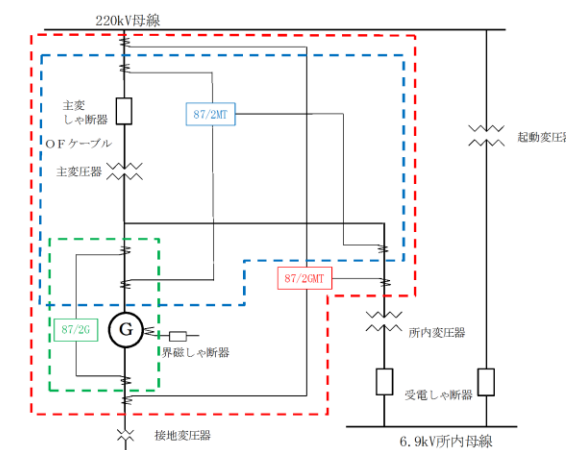 220kV母線
主変
しゃ断器
87/2MT
OFケーブル
起動変圧器
主変圧器
87/2GMT
87/2G
G
界磁しゃ断器
所内変圧器
受電しゃ断器
接地変圧器
6.9kV所内母線